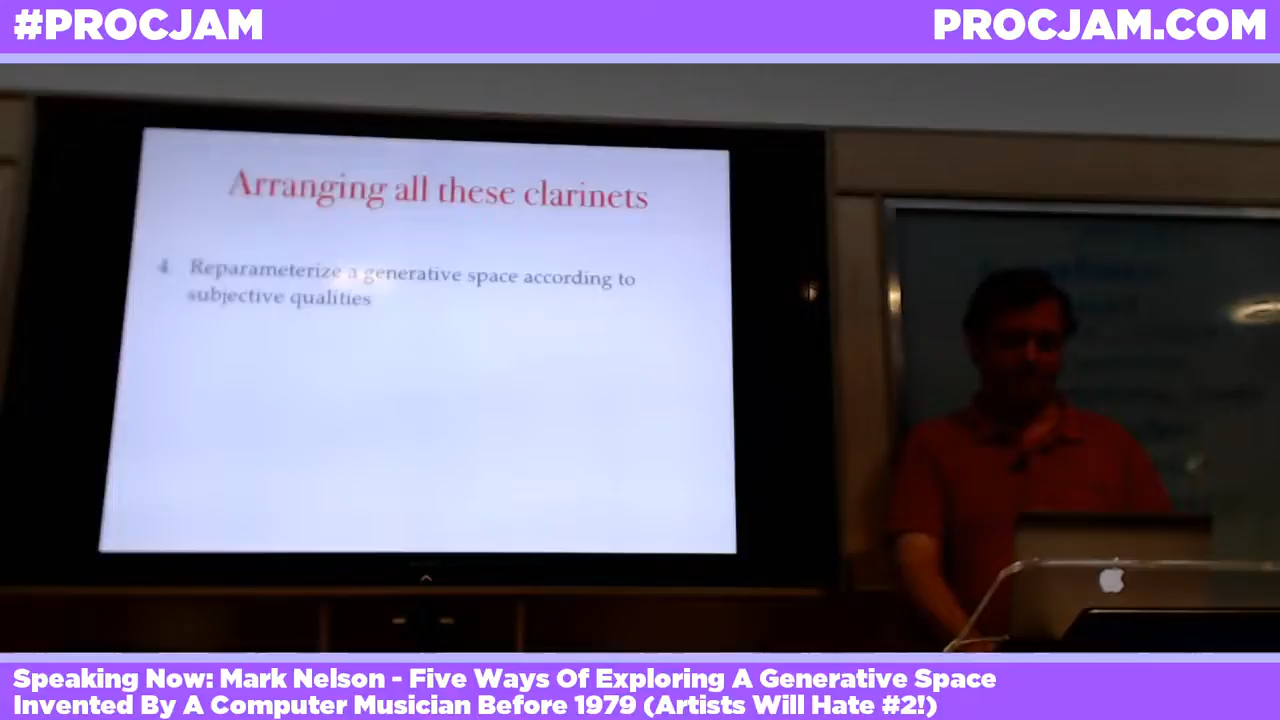 #PROCJAM
PROCJAM.COM
Arranging all these clarinets
4. Reparameterize a generative space according to
subjective qualities
Speaking Now: Mark Nelson - Five Ways Of Exploring A Generative Space
Invented By A Computer Musician Before 1979 (Artists Will Hate #2!)